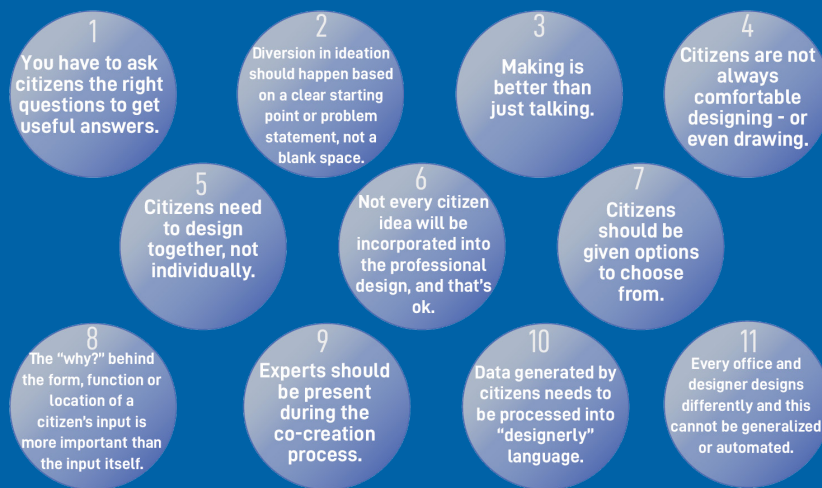 1
You have to ask
citizens the right
questions to get
useful answers.
2
Diversion in ideation
should happen based
on a clear starting
point or problem
statement, not a
blank space.
3
Making is
better than
just talking.
4
Citizens are not
always
comfortable
designing - or
even drawing.
5
Citizens need
to design
together, not
individually.
6
Not every citizen
idea will be
incorporated into
the professional
design, and that's
ok.
7
Citizens
should be
given options
to choose
from.
8
The “why?” behind
the form, function or
location of a
citizen's input is
more important than
the input itself.
9
Experts should
be present
during the
co-creation
process.
10
Data generated by
citizens needs to
be processed into
“designerly”
language.
11
Every office and
designer designs
differently and this
cannot be generalized
or automated.